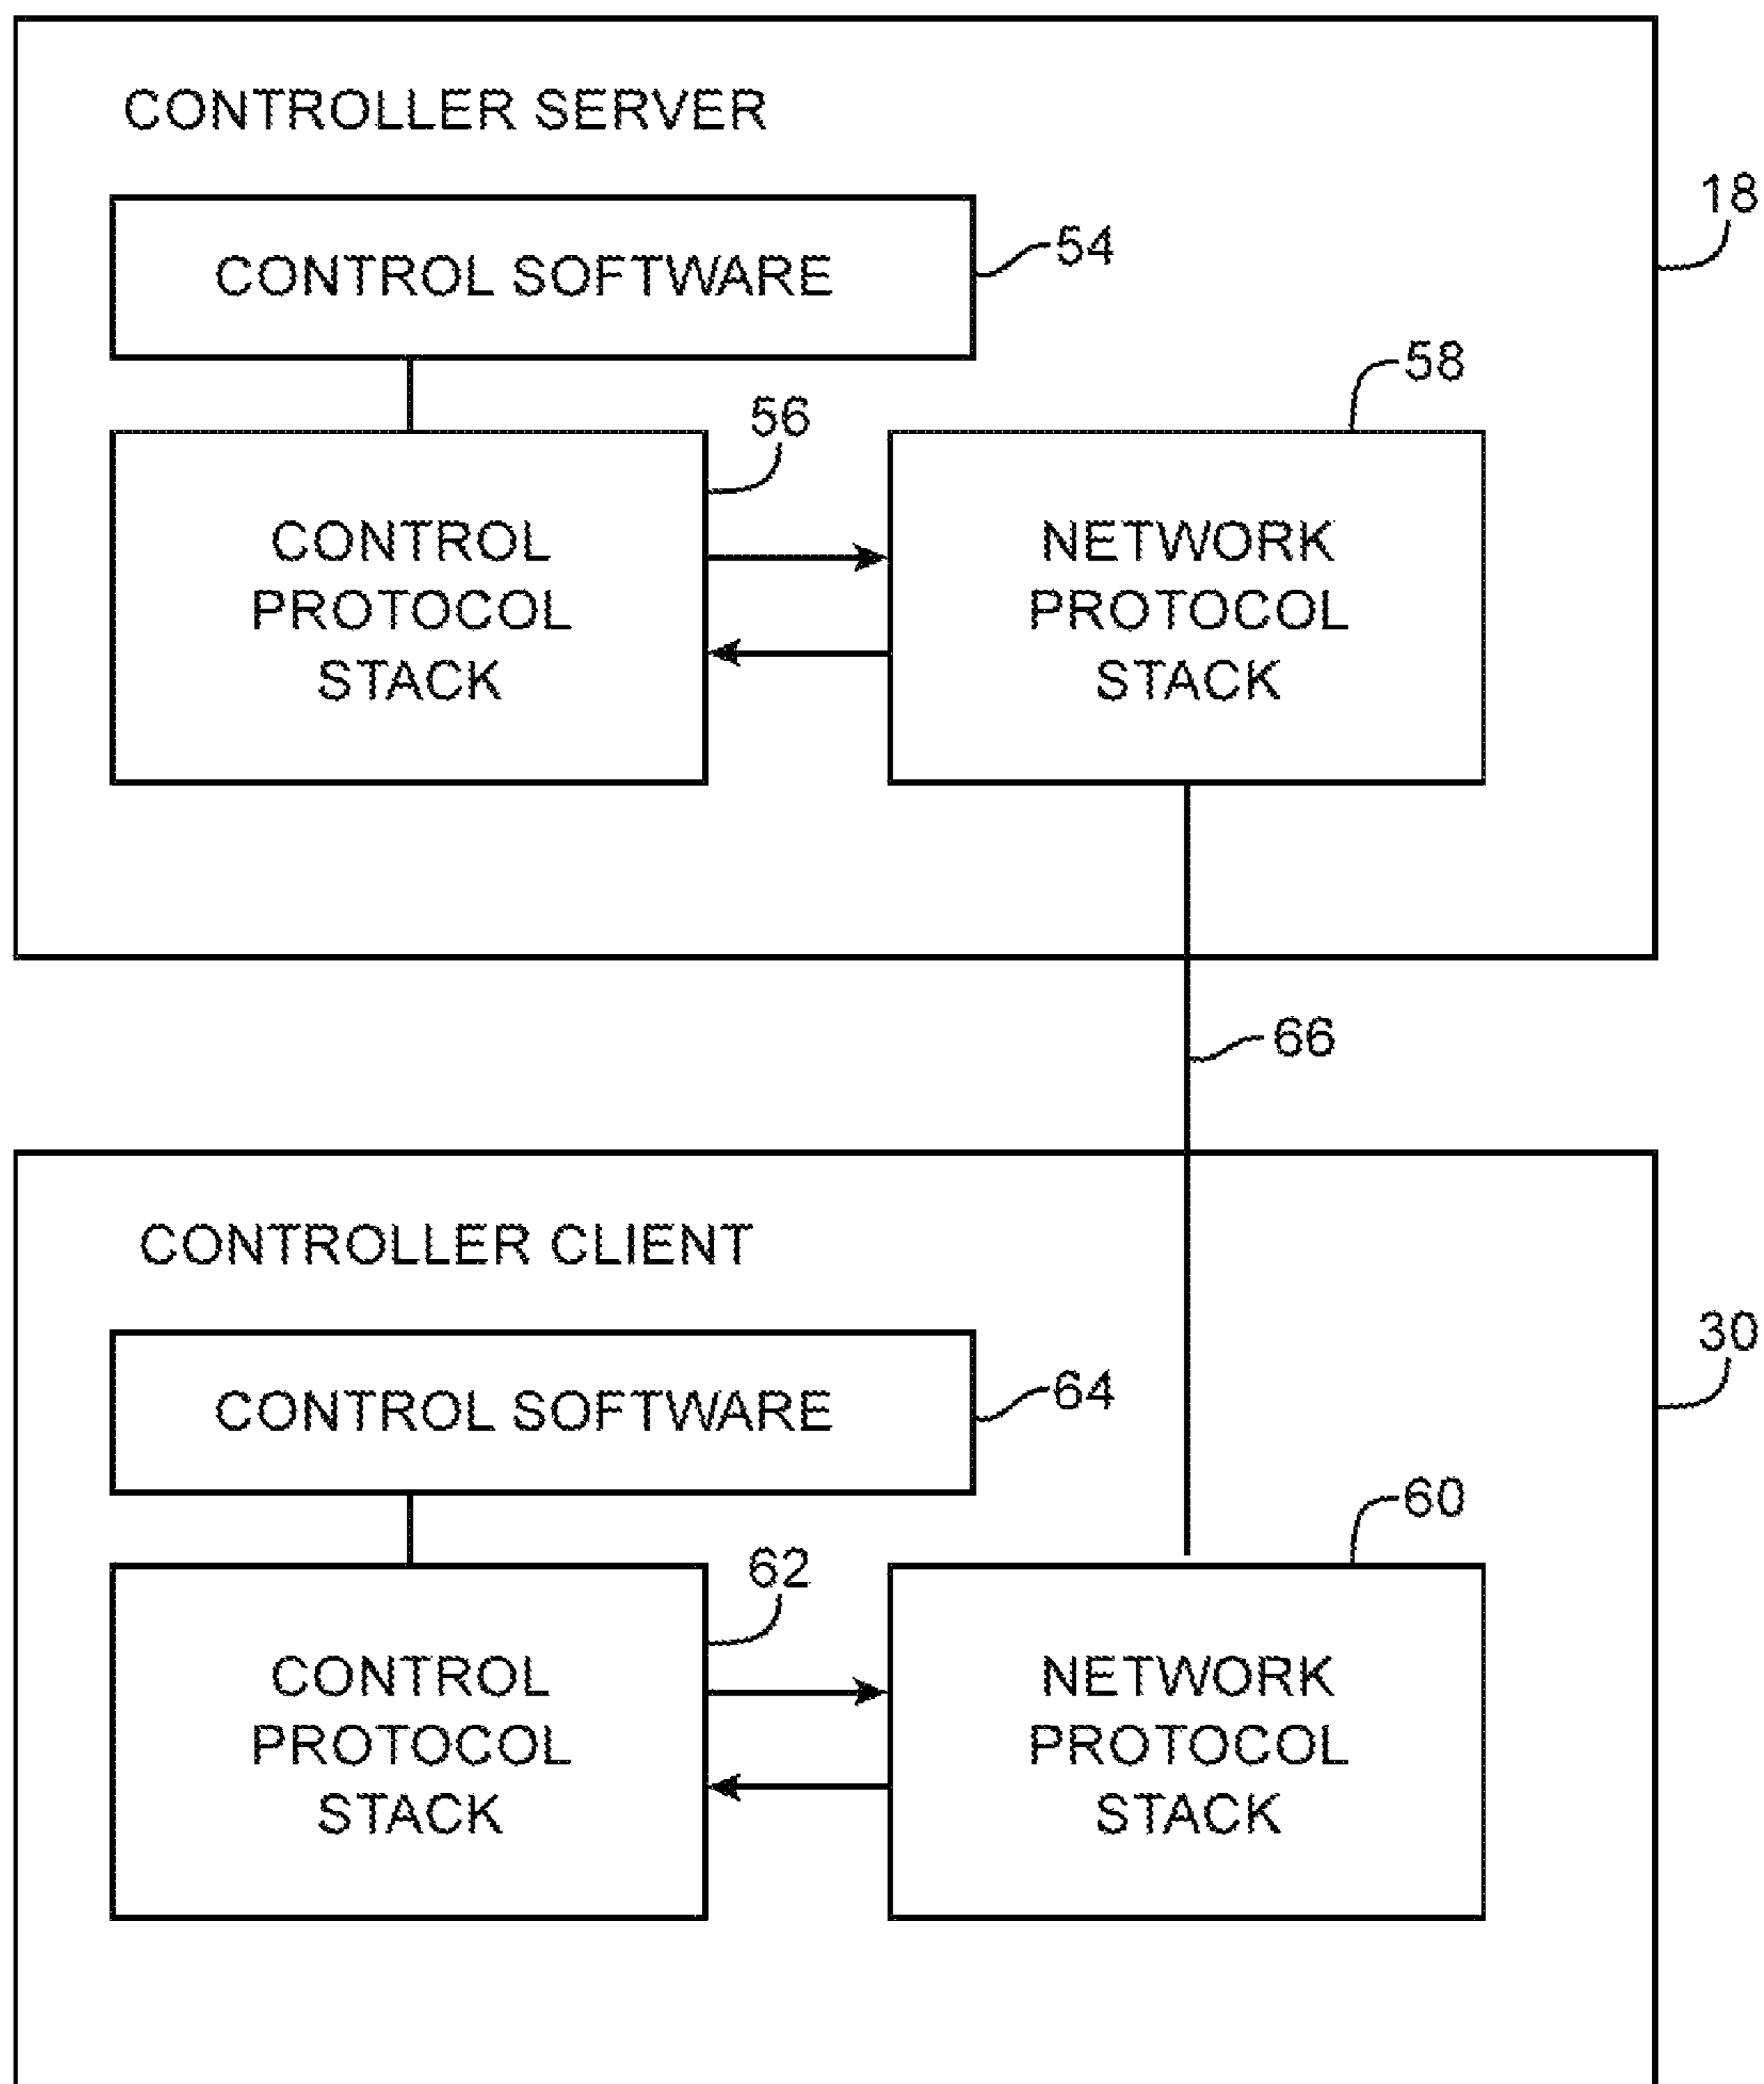 CONTROLLER SERVER
18
CONTROL SOFTWARE
54
58
56
CONTROL
PROTOCOL
STACK
NETWORK
PROTOCOL
STACK
66
CONTROLLER CLIENT
30
CONTROL SOFTWARE
64
60
62
CONTROL
PROTOCOL
STACK
NETWORK
PROTOCOL
STACK